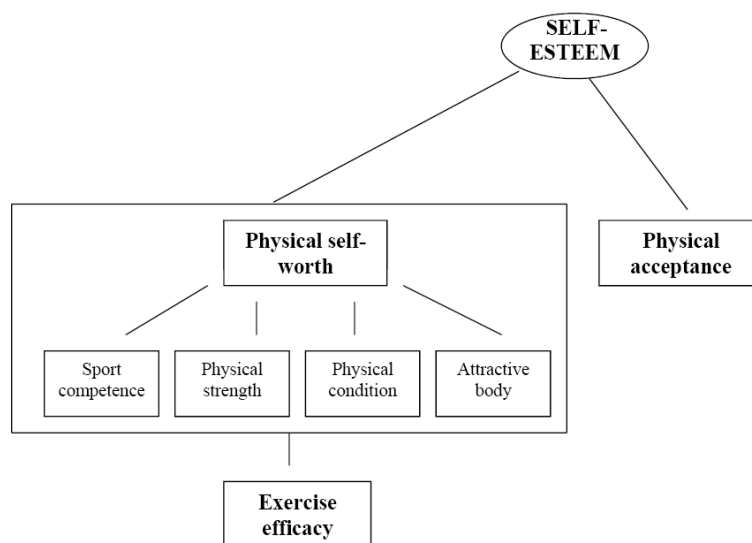 SELF-
ESTEEM
Physical self-
worth
Physical
acceptance
Sport
competence
Physical
strength
Physical
condition
Attractive
body
Exercise
efficacy